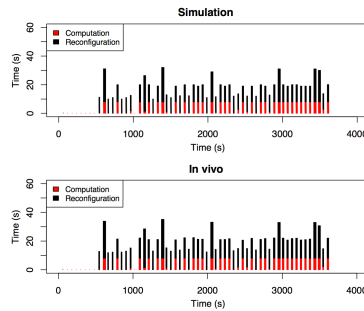 Simulation
60
40
20
0
Time (s)
Computation
Reconfiguration
0
1000
2000
3000
4000
Time (s)
In vivo
60
40
20
0
Time (s)
Computation
Reconfiguration
0
1000
2000
3000
4000
Time (s)